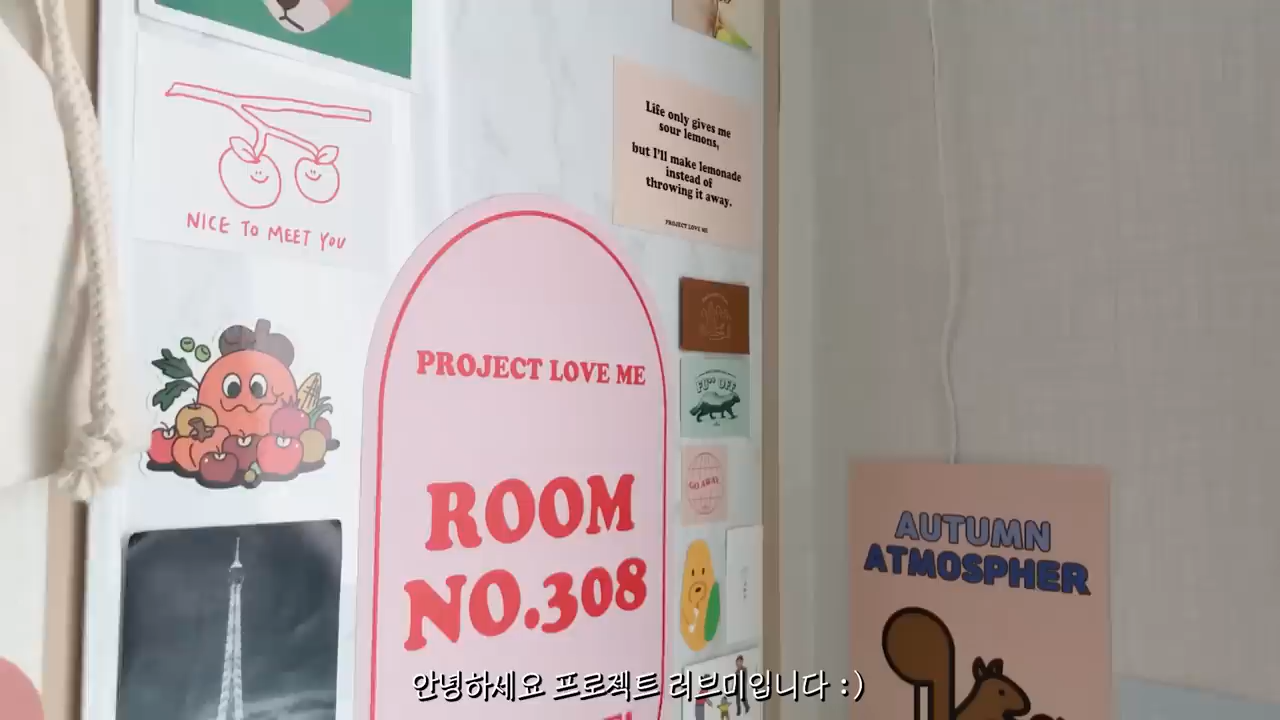 NICE TO MEET YOU
Life only gives me
sour lemons,
but I'll make lemonade
instead of
throwing it away.
PROJECT LOVE ME
PROJECT LOVE ME
ROOM
NO.308
OFF
GO AWAY
AUTUMN
ATMOSPHER
안녕하세요 프로젝트 러브미입니다 :)